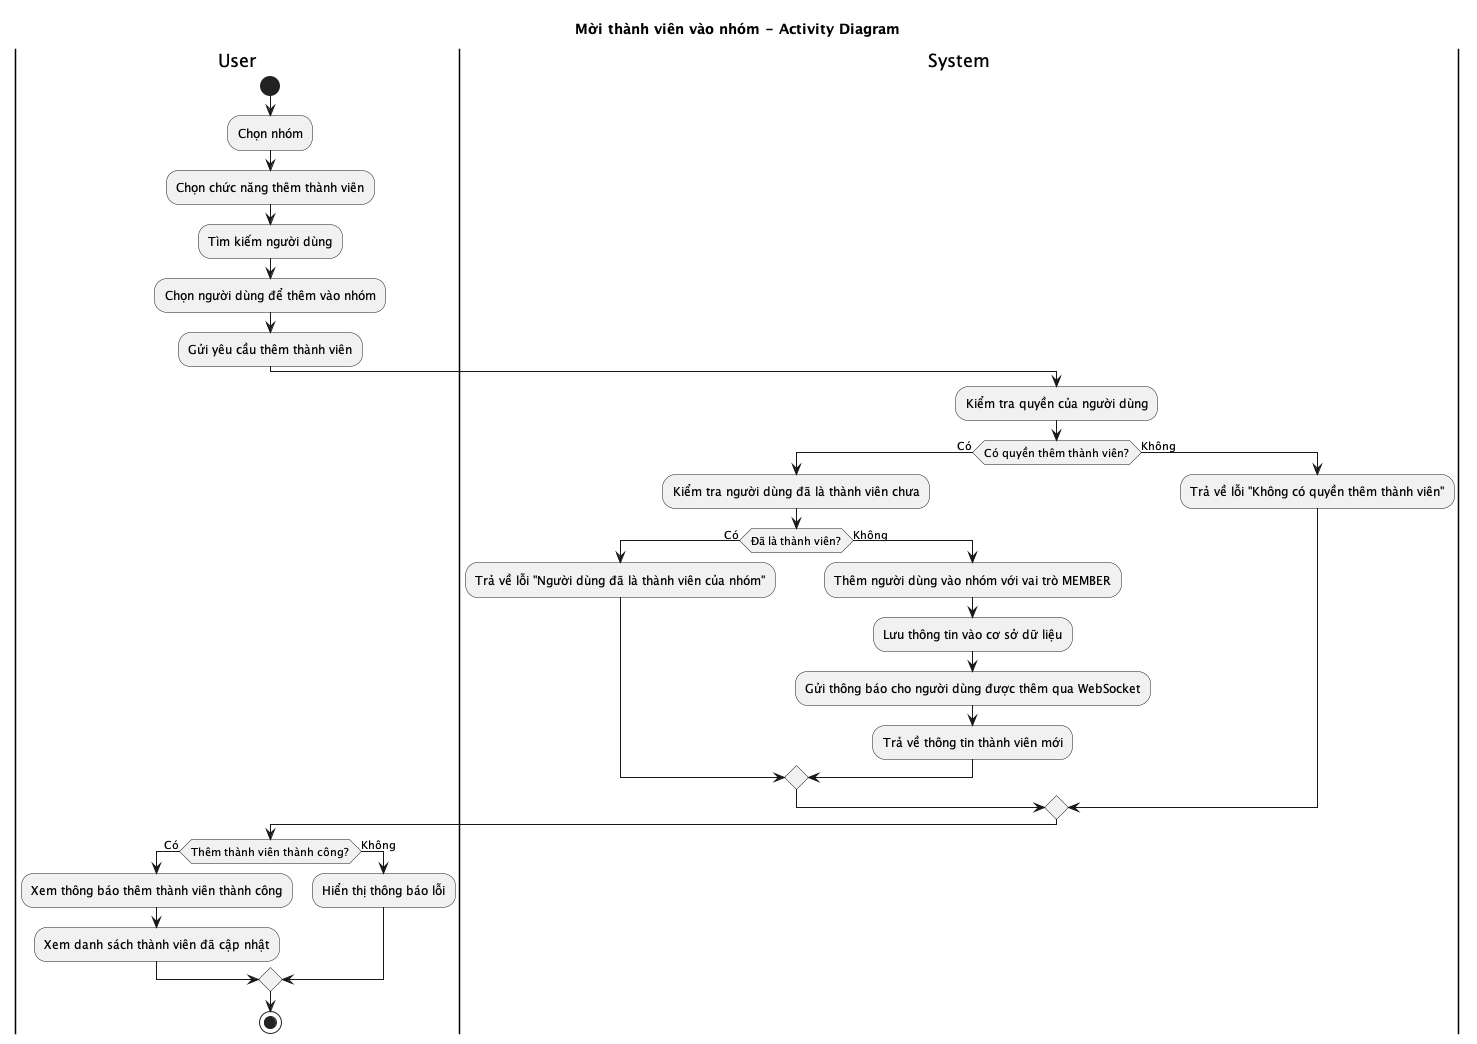 Mời thành viên vào nhóm - Activity Diagram
User
System
Chọn nhóm
Chọn chức năng thêm thành viên
Tìm kiếm người dùng
Chọn người dùng để thêm vào nhóm
Gửi yêu cầu thêm thành viên
Kiểm tra quyền của người dùng
Có
Có quyền thêm thành viên?
Không
Kiểm tra người dùng đã là thành viên chưa
Trả về lỗi "Không có quyền thêm thành viên"
Có
Đã là thành viên?
Không
Trả về lỗi "Người dùng đã là thành viên của nhóm"
Thêm người dùng vào nhóm với vai trò MEMBER
Lưu thông tin vào cơ sở dữ liệu
Gửi thông báo cho người dùng được thêm qua WebSocket
Trả về thông tin thành viên mới
Có
Thêm thành viên thành công?
Không
Xem thông báo thêm thành viên thành công
Hiển thị thông báo lỗi
Xem danh sách thành viên đã cập nhật